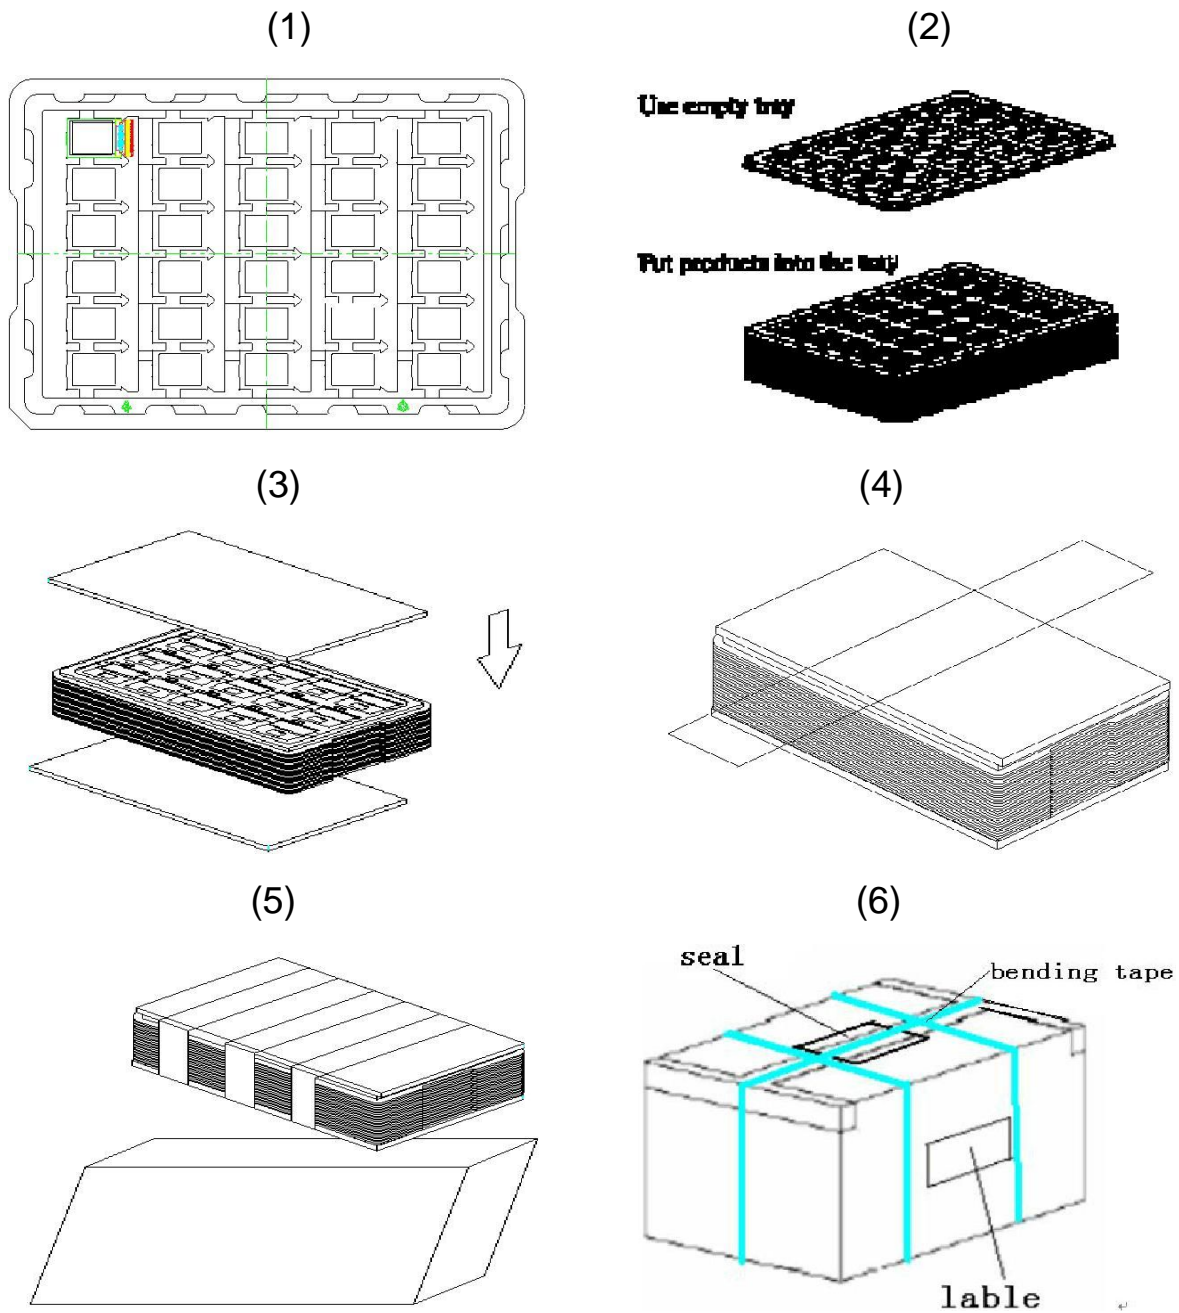 (1)
(2)
Use empty tray
Put products into the tray
(3)
(4)
(5)
(6)
seal
bending tape
lable